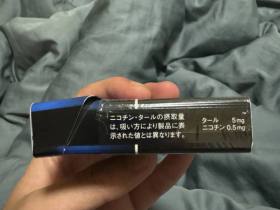 ニコチン・タールの摂取量
は、吸い方により製品に表
示された値とは異なります。
タール 5mg
ニコチン 0.5mg